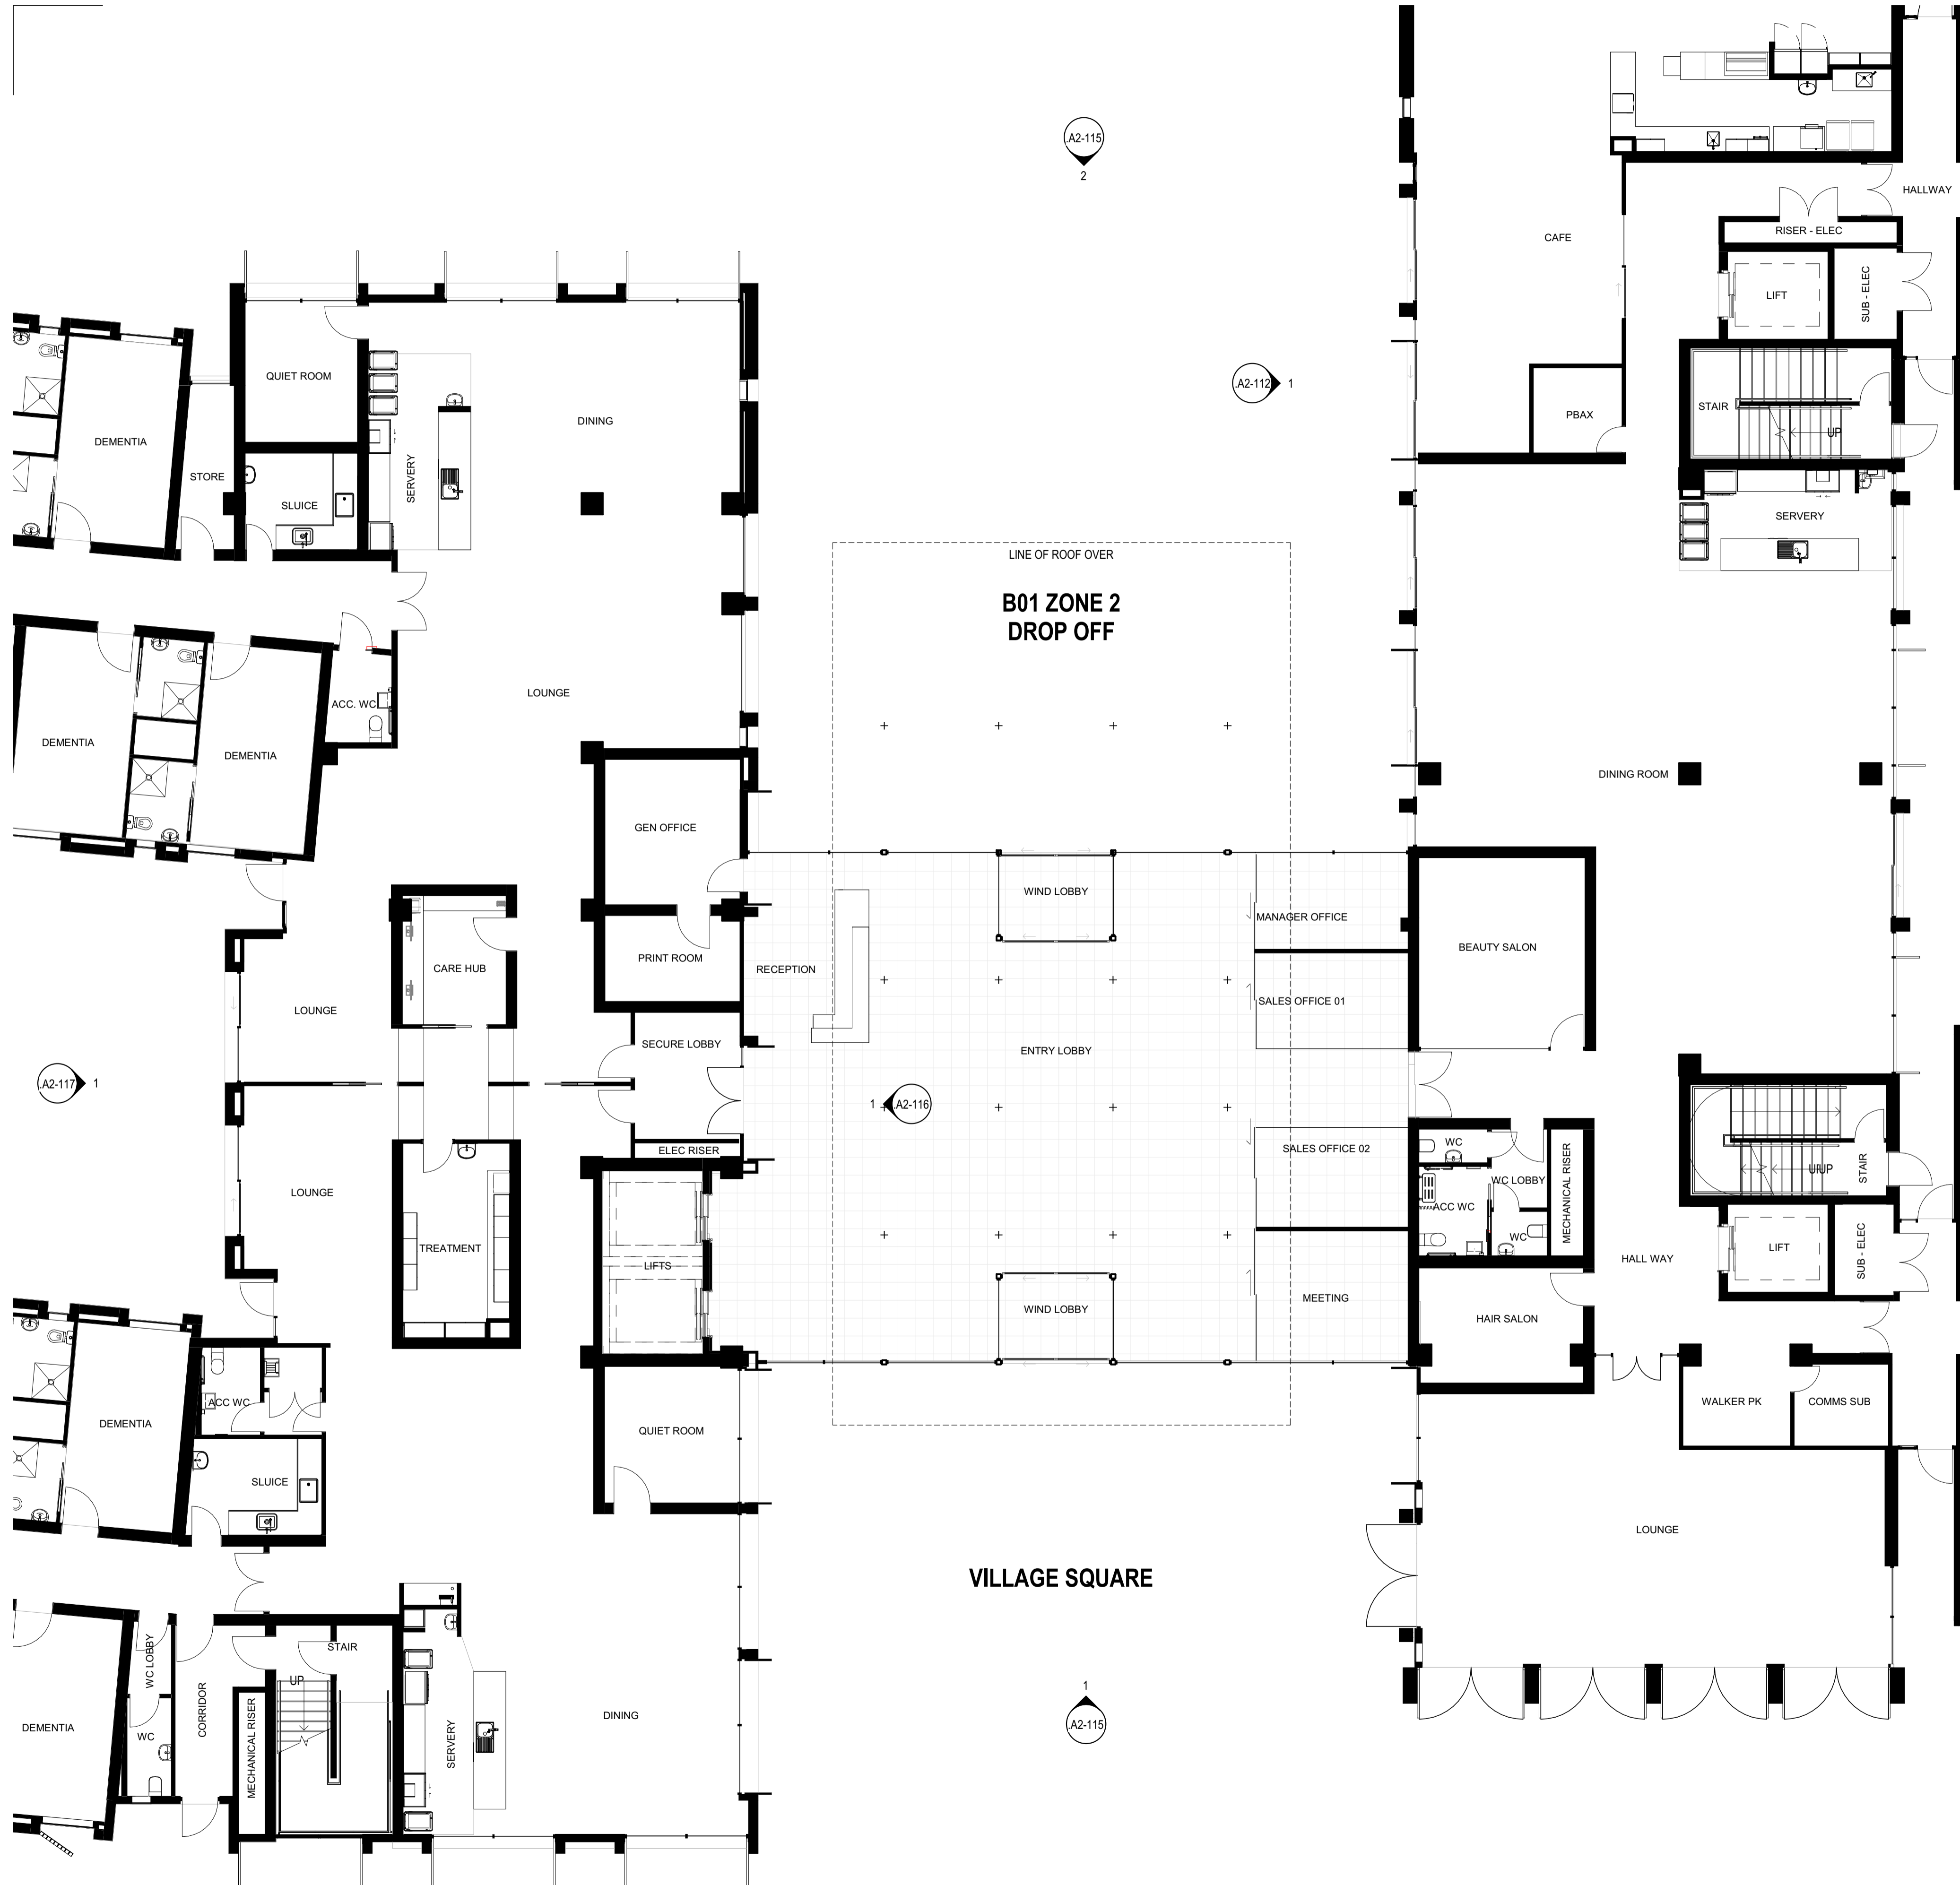 .A2-115
2
HALLWAY
CAFE
RISER - ELEC
LIFT
SUB - ELEC
QUIET ROOM
.A2-112
1
STAIR
PBAX
UP
DINING
DEMENTIA
STORE
SERVERY
SLUICE
SERVERY
LINE OF ROOF OVER
B01 ZONE 2
DROP OFF
LOUNGE
ACC. WC
DEMENTIA
DEMENTIA
DINING ROOM
GEN OFFICE
WIND LOBBY
MANAGER OFFICE
BEAUTY SALON
PRINT ROOM
CARE HUB
RECEPTION
SALES OFFICE 01
LOUNGE
SECURE LOBBY
ENTRY LOBBY
.A2-117
1
1
.A2-116
WC
ELEC RISER
SALES OFFICE 02
UP
UP
STAIR
WC LOBBY
MECHANICAL RISER
LOUNGE
ACC WC
WC
TREATMENT
LIFTS
HALL WAY
LIFT
SUB - ELEC
MEETING
WIND LOBBY
HAIR SALON
ACC WC
WALKER PK
COMMS SUB
DEMENTIA
QUIET ROOM
SLUICE
LOUNGE
VILLAGE SQUARE
STAIR
WC LOBBY
UP
1
.A2-115
CORRIDOR
MECHANICAL RISER
DINING
DEMENTIA
WC
SERVERY